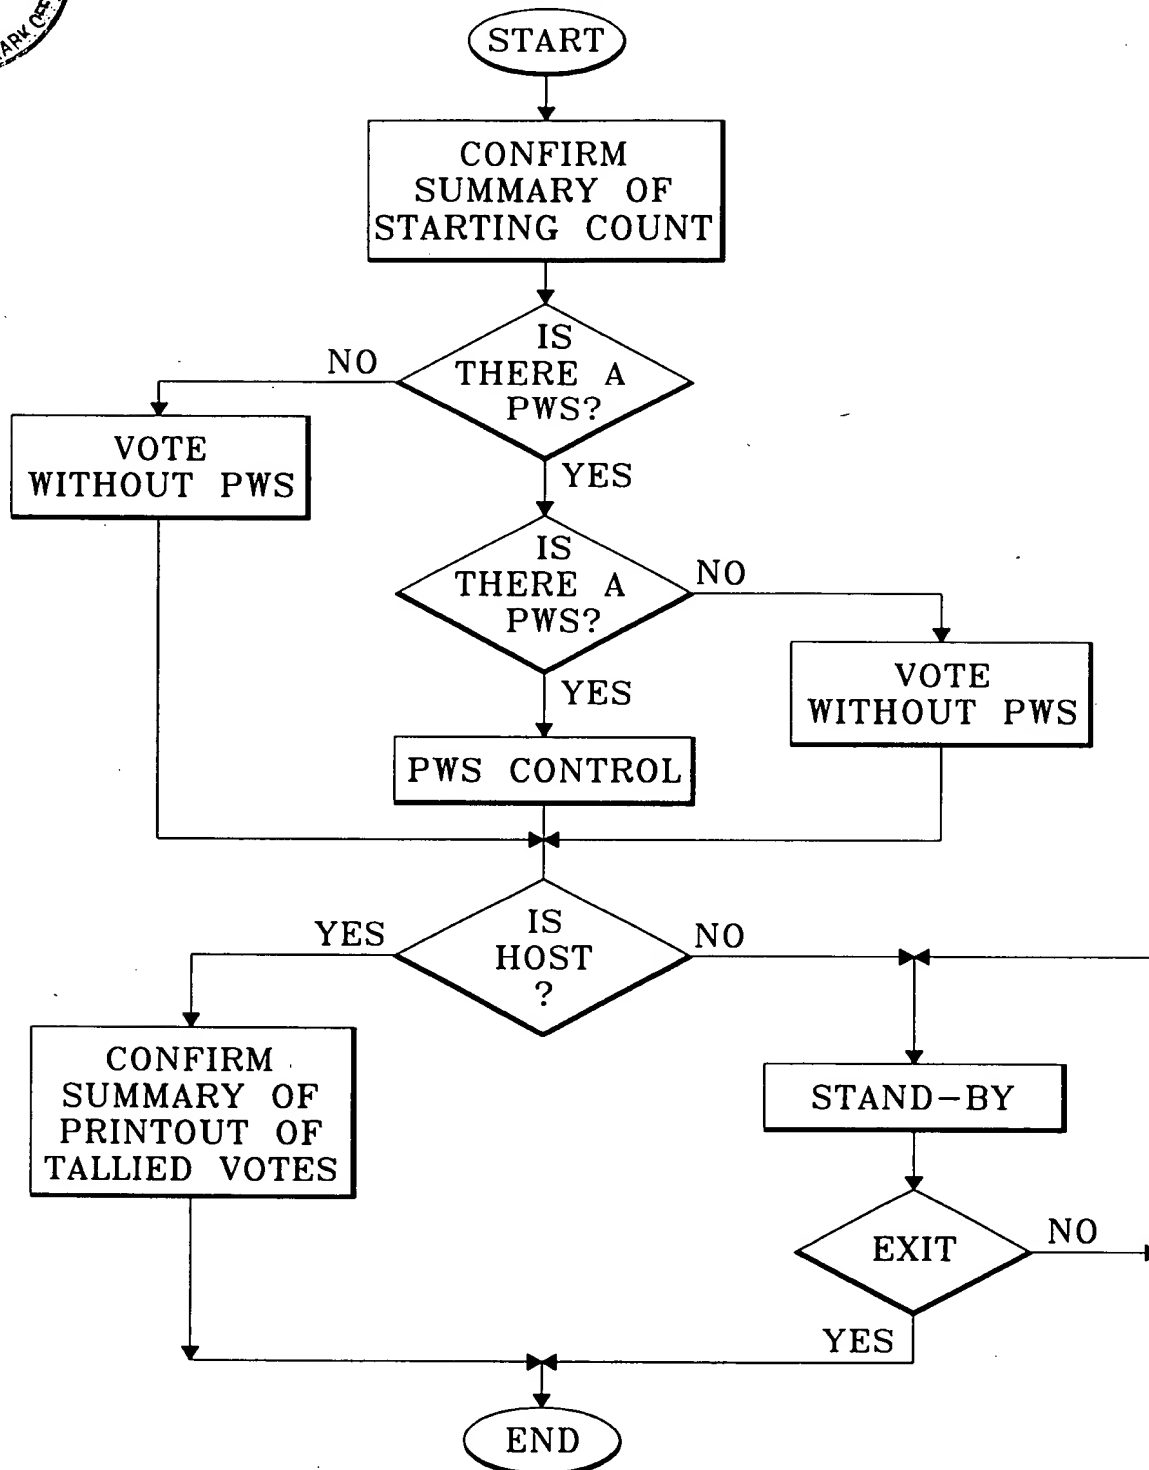 ARK OF
START
CONFIRM
SUMMARY OF
STARTING COUNT
IS
THERE A
PWS?
NO
VOTE
WITHOUT PWS
YES
IS
THERE A
PWS?
NO
VOTE
WITHOUT PWS
YES
PWS CONTROL
IS
HOST
?
YES
NO
CONFIRM
SUMMARY OF
PRINTOUT OF
TALLIED VOTES
STAND-BY
EXIT
NO
YES
END